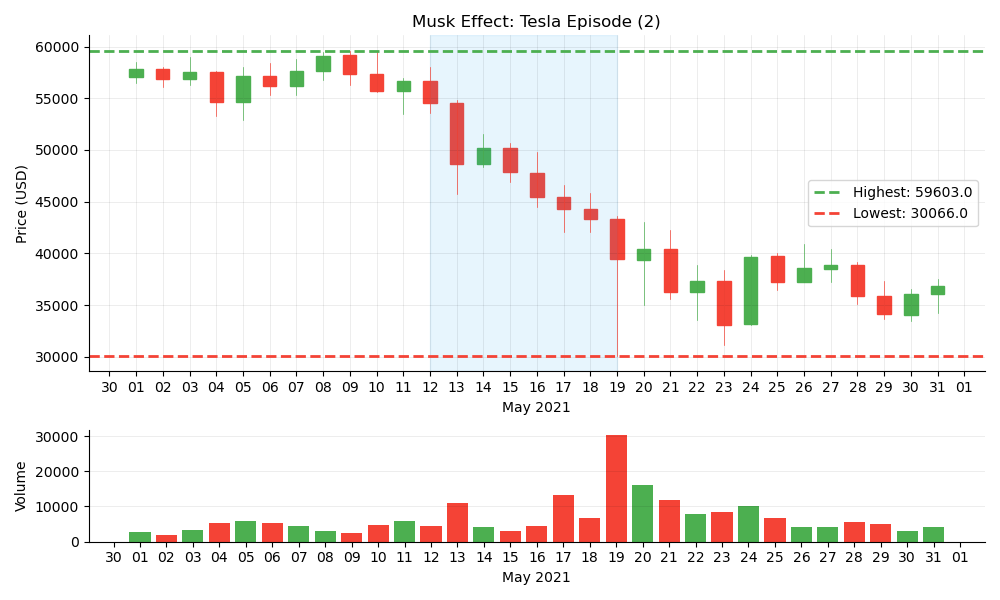 Musk Effect: Tesla Episode (2)
Price (USD)
60000
55000
50000
45000
40000
35000
30000
Highest: 59603.0
Lowest: 30066.0
30 01 02 03 04 05 06 07 08 09 10 11 12 13 14 15 16 17 18 19 20 21 22 23 24 25 26 27 28 29 30 31 01
May 2021
Volume
30000
20000
10000
0
30 01 02 03 04 05 06 07 08 09 10 11 12 13 14 15 16 17 18 19 20 21 22 23 24 25 26 27 28 29 30 31 01
May 2021